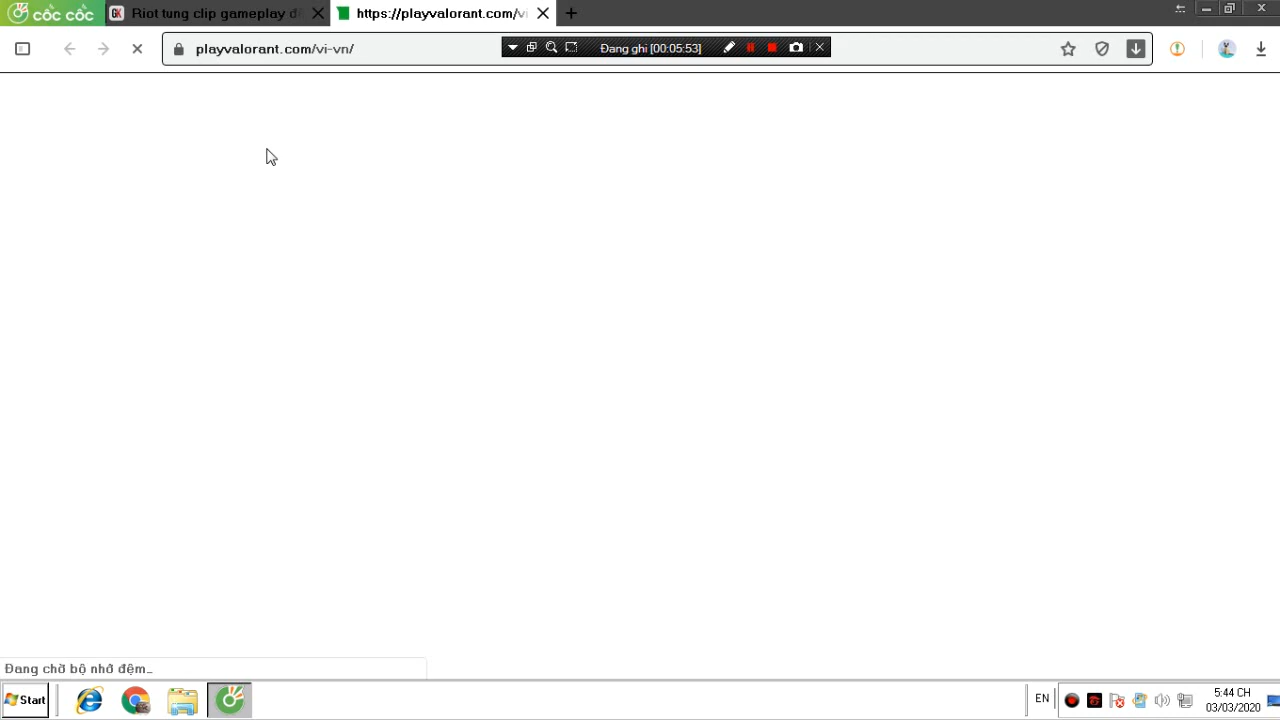 cốc cốc
Riot tung clip gameplay đ
https://playvalorant.com/vi
playvalorant.com/vi-vn/
Đang ghi [00:05:53]
Đang chờ bộ nhớ đệm...
Start
EN
5:44 CH
03/03/2020